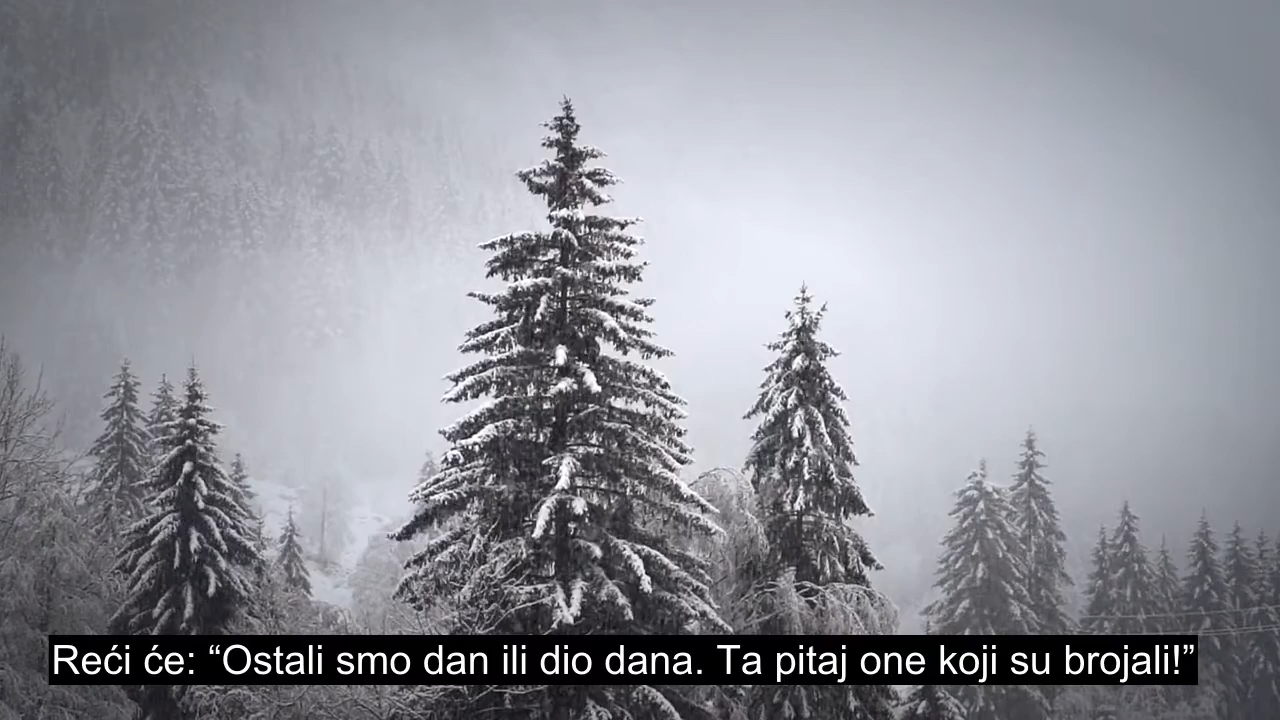 Reći će: “Ostali smo dan ili dio dana. Ta pitaj one koji su brojali!”